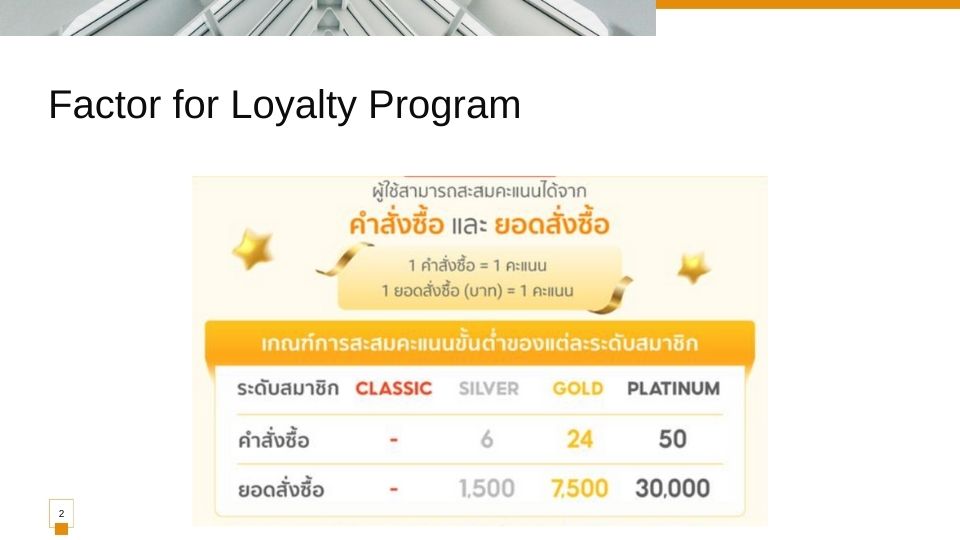 Factor for Loyalty Program
ผู้ใช้สามารถสะสมคะแนนได้จาก
คำสั่งซื้อ และ ยอดสั่งซื้อ
1 คำสั่งซื้อ = 1 คะแนน
1 ยอดสั่งซื้อ (บาท) = 1 คะแนน
เกณฑ์การสะสมคะแนนขั้นต่ำของแต่ละระดับสมาชิก
ระดับสมาชิก CLASSIC SILVER GOLD PLATINUM
คำสั่งซื้อ - 6 24 50
ยอดสั่งซื้อ - 1,500 7,500 30,000
2